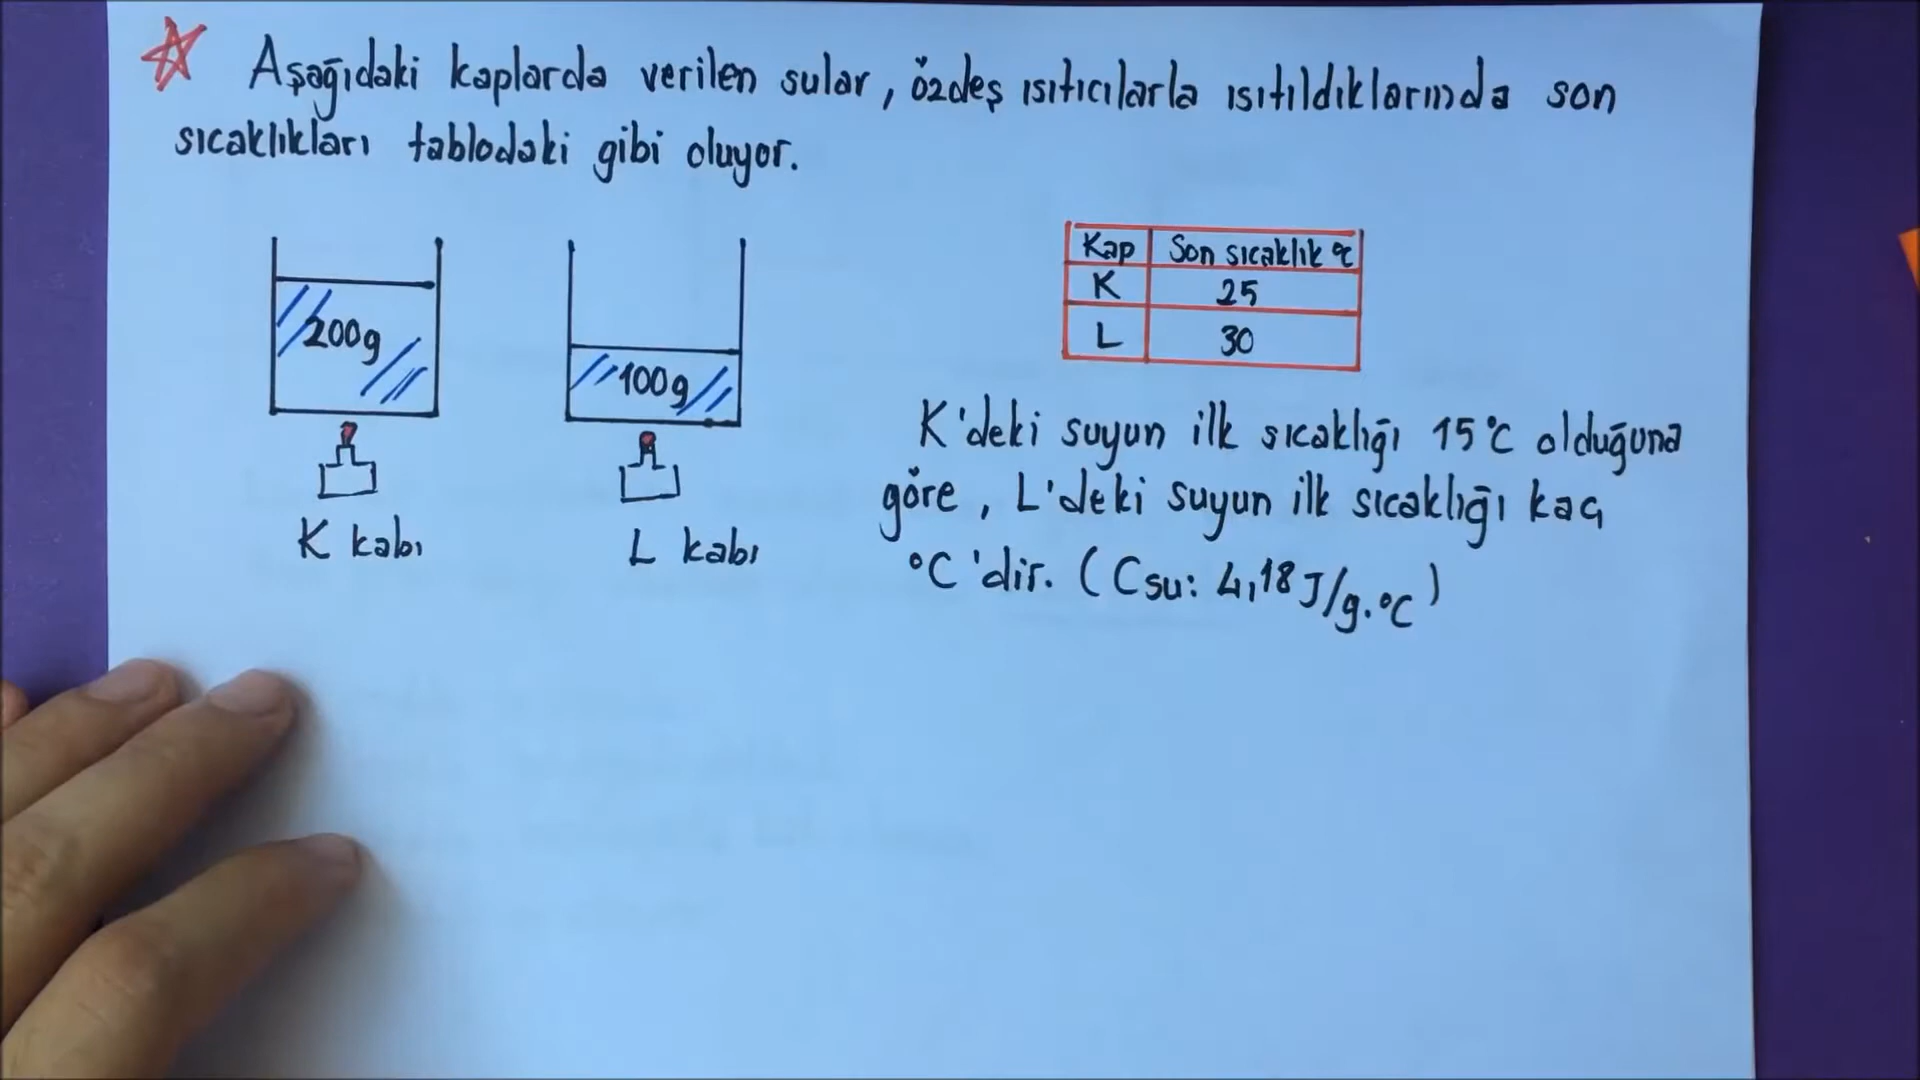 Aşağıdaki kaplarda verilen sular, özdeş ısıtıcılarla ısıtıldıklarında son
sıcaklıkları tablodaki gibi oluyor.
200g
100g
K kabı
L kabı
Kap Son sıcaklık °C
K 25
L 30
K'deki suyun ilk sıcaklığı 15°C olduğuna
göre, L'deki suyun ilk sıcaklığı kaç
°C'dir. (Csu: 4,18J/g.°C)